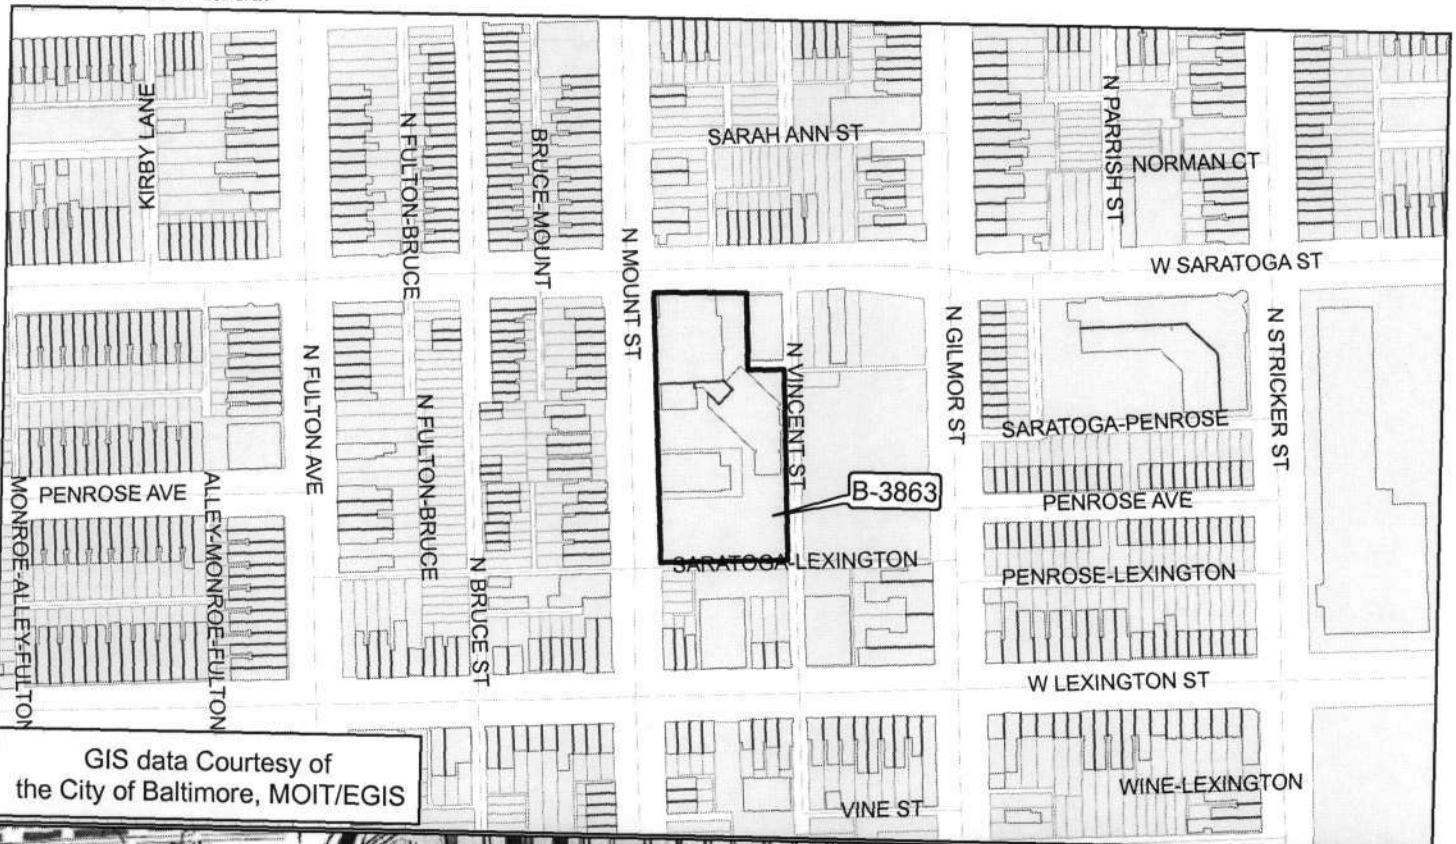 KIRBY LANE
N FULTON-BRUCE
BRUCE-MOUNT
SARAH ANN ST
N PARRISH ST
NORMAN CT
W SARATOGA ST
N MOUNT ST
N FULTON AVE
N VINCENT ST
N GILMOR ST
N STRICKER ST
SARATOGA-PENROSE
N FULTON-BRUCE
MONROE-ALLEY-FULTON
PENROSE AVE
ALLEY-MONROE-FULTON
B-3863
PENROSE AVE
SARATOGA-LEXINGTON
PENROSE-LEXINGTON
N BRUCE ST
W LEXINGTON ST
GIS data Courtesy of
the City of Baltimore, MOIT/EGIS
VINE ST
WINE-LEXINGTON